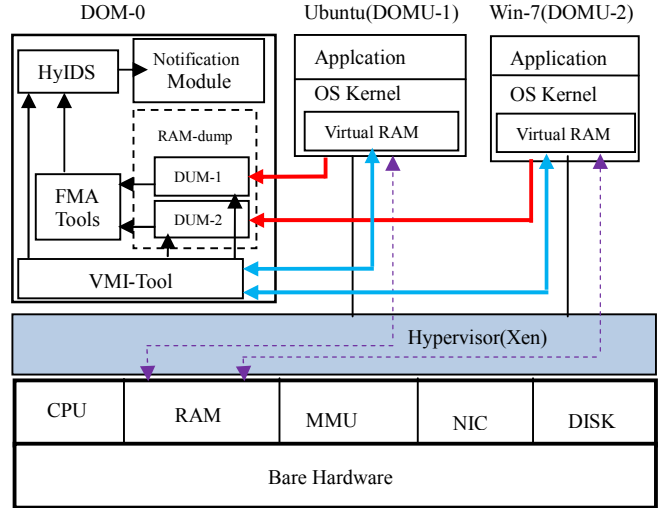 DOM-0
Ubuntu(DOMU-1)
Win-7(DOMU-2)
HyIDS
Notification
Module
RAM-dump
DUM-1
DUM-2
FMA
Tools
VMI-Tool
Applcation
OS Kernel
Virtual RAM
Application
OS Kernel
Virtual RAM
Hypervisor(Xen)
CPU
RAM
MMU
NIC
DISK
Bare Hardware